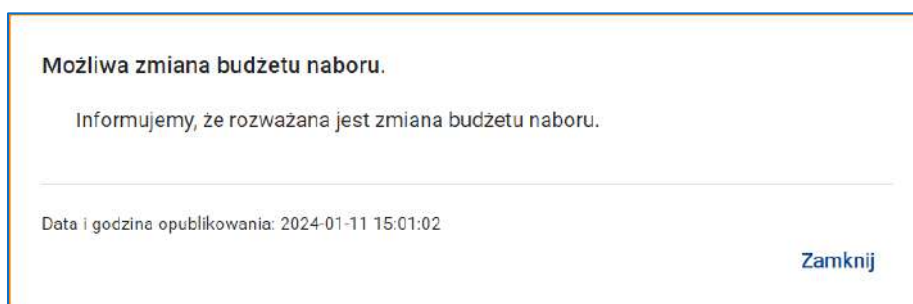 Możliwa zmiana budżetu naboru.
Informujemy, że rozważana jest zmiana budżetu naboru.
Data i godzina opublikowania: 2024-01-11 15:01:02
Zamknij